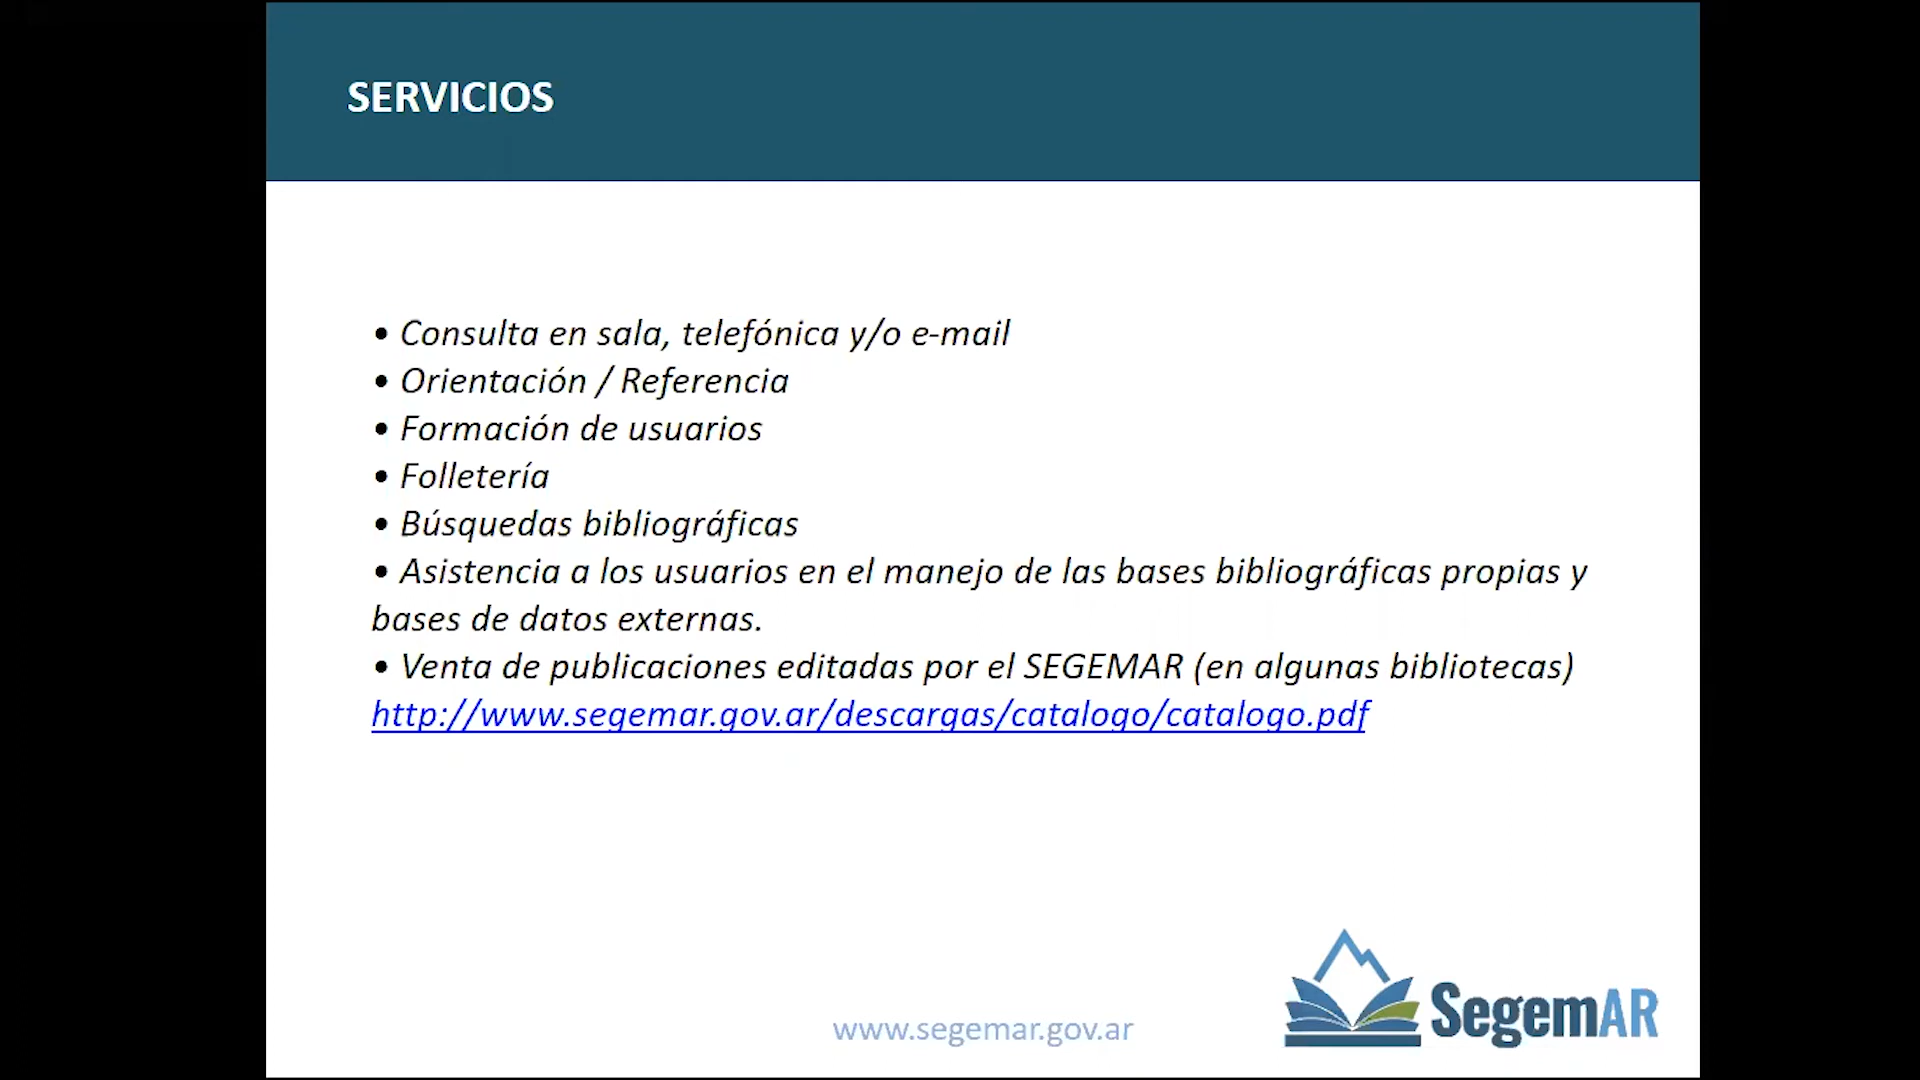 SERVICIOS
• Consulta en sala, telefónica y/o e-mail
• Orientación / Referencia
• Formación de usuarios
• Folletería
• Búsquedas bibliográficas
• Asistencia a los usuarios en el manejo de las bases bibliográficas propias y
bases de datos externas.
• Venta de publicaciones editadas por el SEGEMAR (en algunas bibliotecas)
http://www.segemar.gov.ar/descargas/catalogo/catalogo.pdf
www.segemar.gov.ar
SegemAR